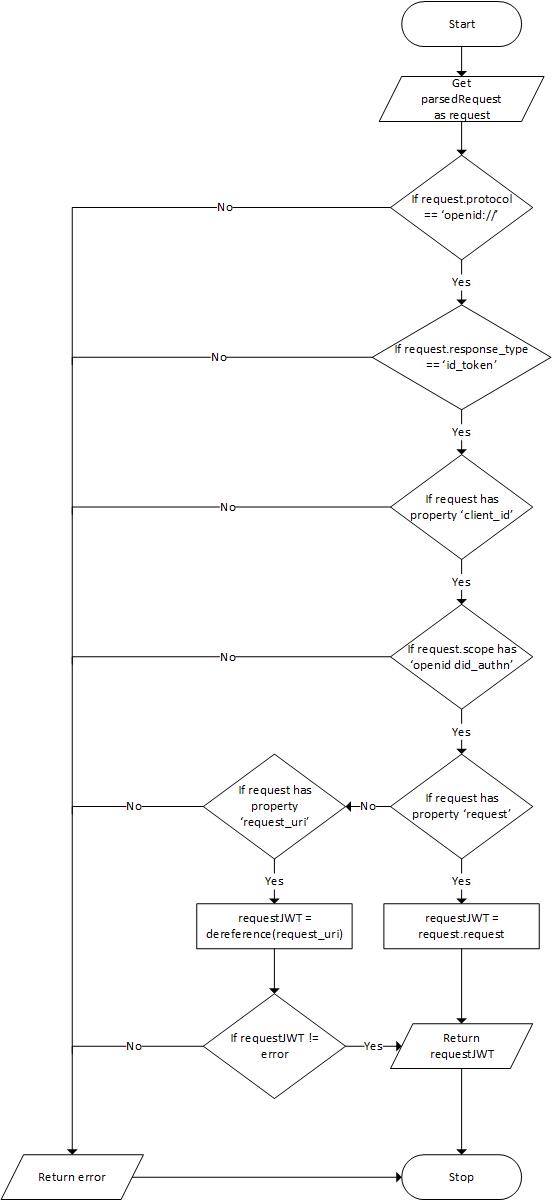 Start
Get
parsedRequest
as request
If request.protocol
== ‘openid://’
No
Yes
If request.response_type
== ‘id_token’
No
Yes
If request has
property ‘client_id’
No
Yes
If request.scope has
‘openid did_authn’
No
Yes
If request has
property
‘request_uri’
No
No
If request has
property ‘request’
Yes
Yes
requestJWT =
dereference(request_uri)
requestJWT =
request.request
If requestJWT !=
error
No
Yes
Return
requestJWT
Return error
Stop